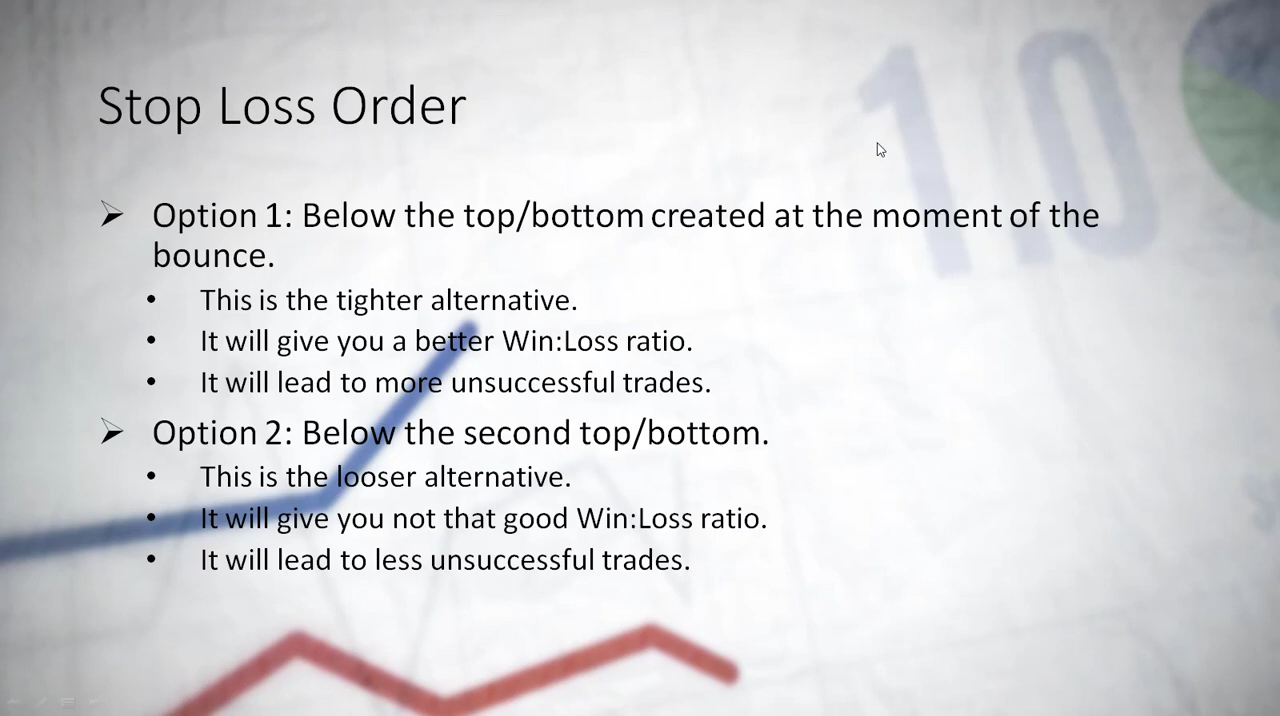 10
Stop Loss Order
➢ Option 1: Below the top/bottom created at the moment of the
bounce.
• This is the tighter alternative.
• It will give you a better Win:Loss ratio.
• It will lead to more unsuccessful trades.
➢ Option 2: Below the second top/bottom.
• This is the looser alternative.
• It will give you not that good Win:Loss ratio.
• It will lead to less unsuccessful trades.